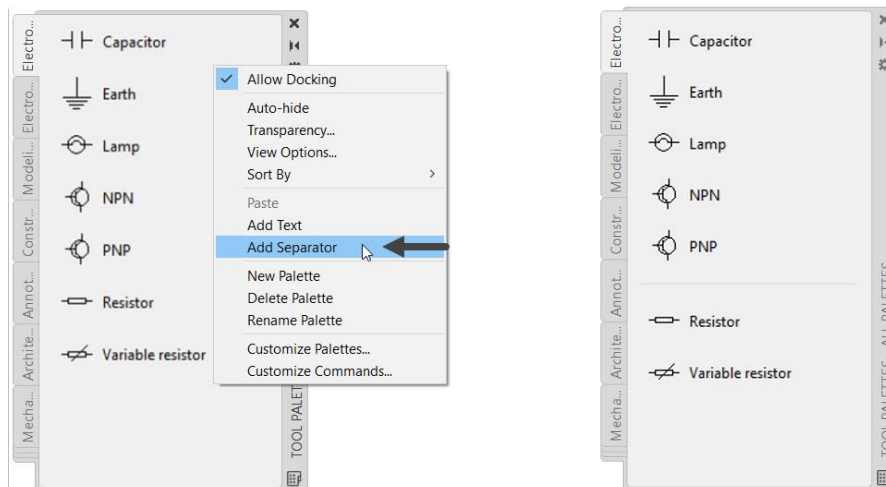 Electro...
Electro...
Modeli...
Constr...
Annot...
Archite...
Mecha...
Capacitor
Earth
Lamp
NPN
PNP
Resistor
Variable resistor
Allow Docking
Auto-hide
Transparency...
View Options...
Sort By
Paste
Add Text
Add Separator
New Palette
Delete Palette
Rename Palette
Customize Palettes...
Customize Commands...
TOOL PALET
Electro...
Electro...
Modeli...
Constr...
Annot...
Archite...
Mecha...
Capacitor
Earth
Lamp
NPN
PNP
Resistor
Variable resistor
TOOL PALETTES - ALL PALETTES